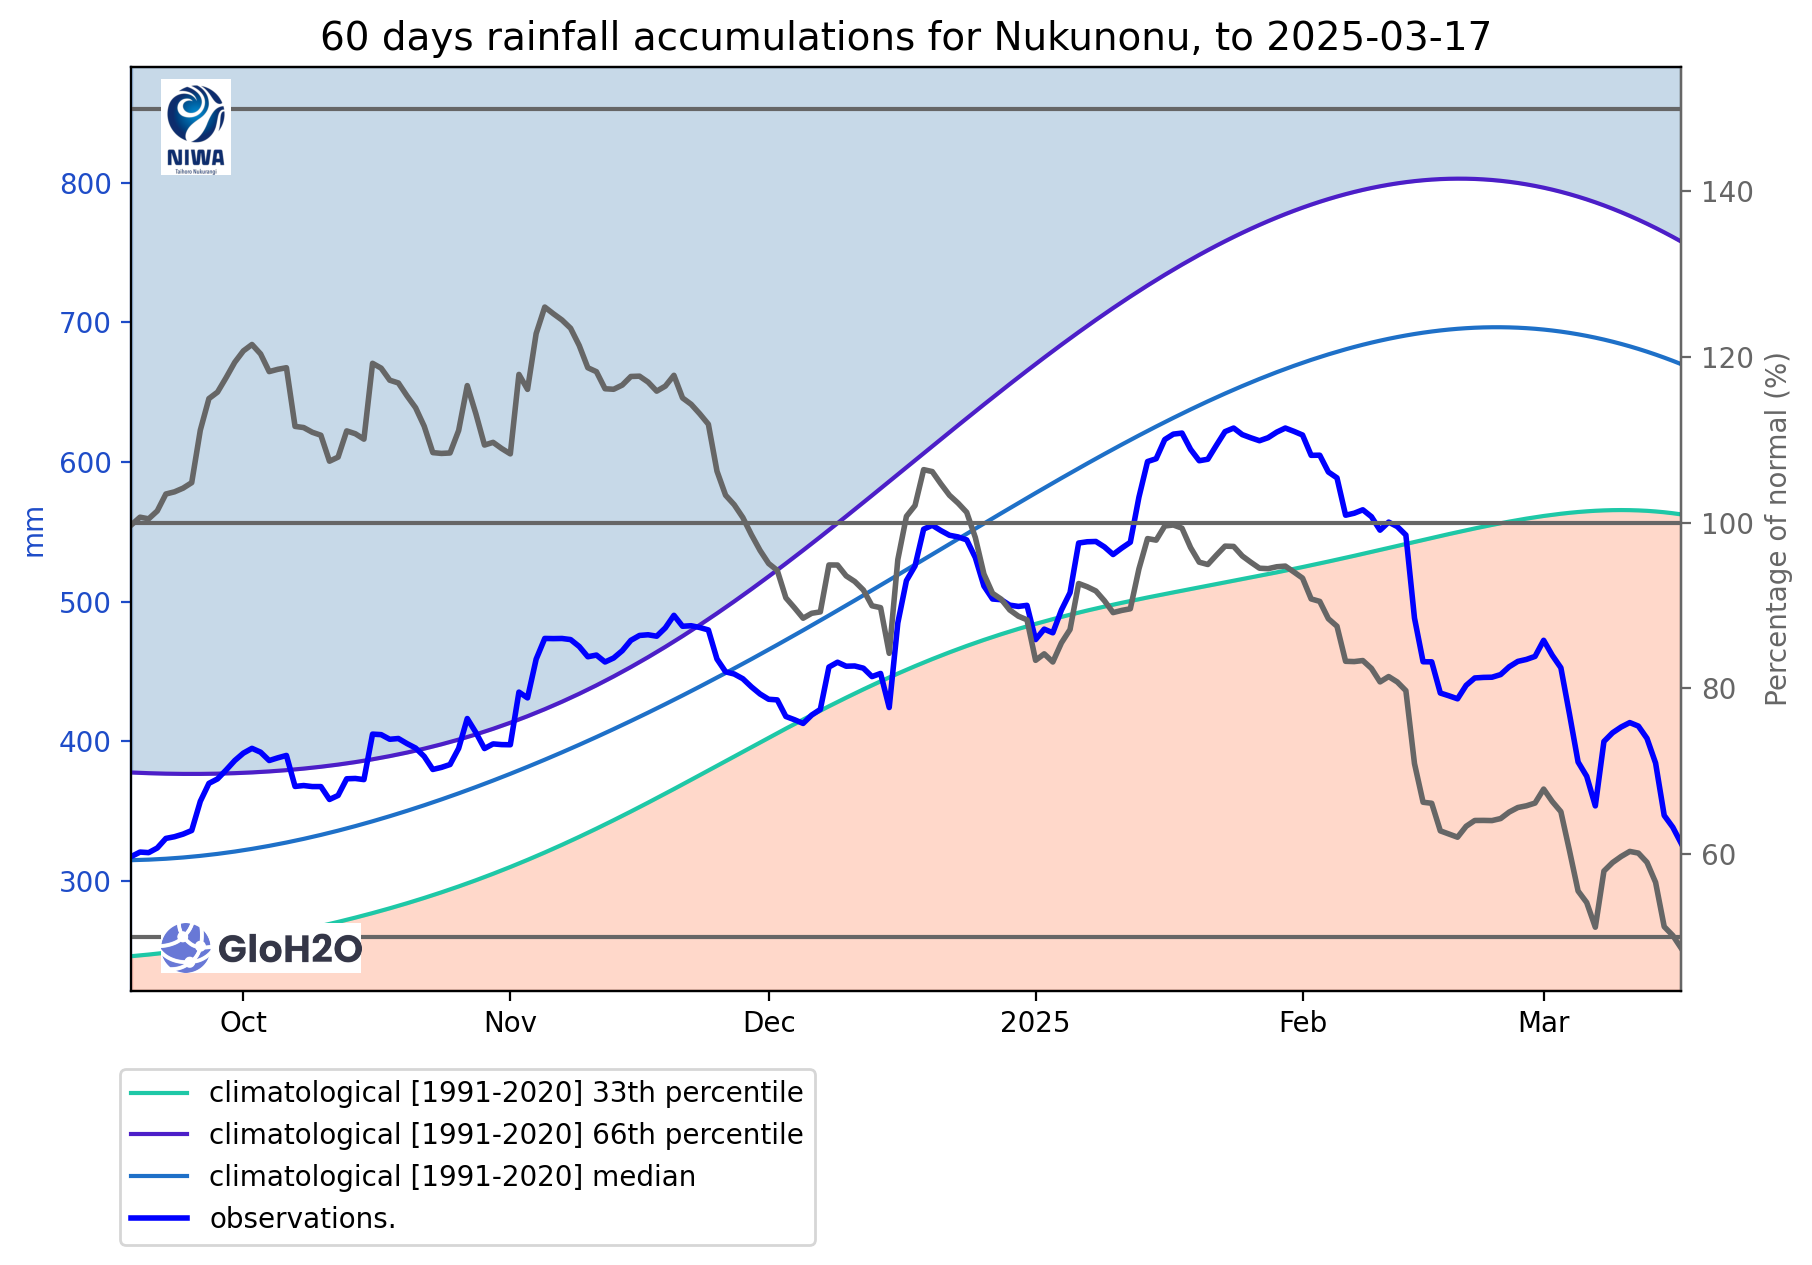 60 days rainfall accumulations for Nukunonu, to 2025-03-17
NIWA
Taihoro Nukurangi
800
700
600
500
400
300
mm
140
120
100
80
60
Percentage of normal (%)
GloH2O
Oct
Nov
Dec
2025
Feb
Mar
climatological [1991-2020] 33th percentile
climatological [1991-2020] 66th percentile
climatological [1991-2020] median
observations.